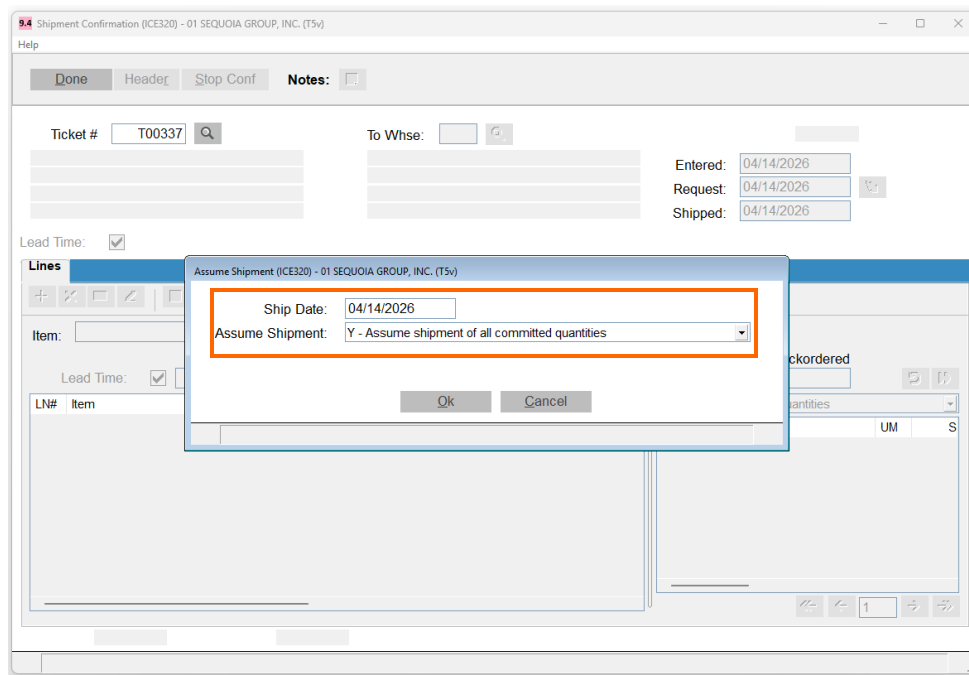 9.4 Shipment Confirmation (ICE320) - 01 SEQUOIA GROUP, INC. (T5v)
Help
Done Header Stop Conf Notes:
Ticket # T00337 To Whse:
Entered: 04/14/2026
Request: 04/14/2026
Shipped: 04/14/2026
Lead Time:
Lines
Assume Shipment (ICE320) - 01 SEQUOIA GROUP, INC. (T5v)
Ship Date: 04/14/2026
Assume Shipment: Y - Assume shipment of all committed quantities
Ok Cancel
Item:
ckordered
Lead Time:
LN# Item
uantities
UM S
1